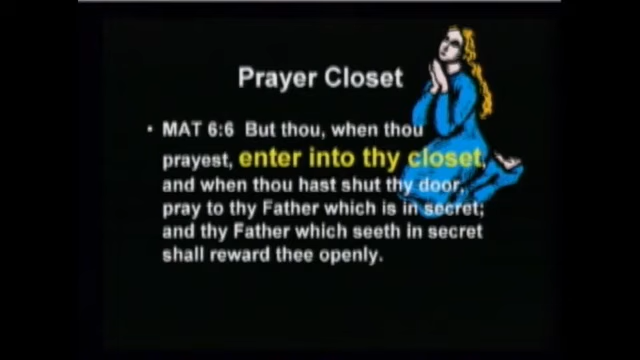 Prayer Closet
• MAT 6:6 But thou, when thou
prayest, enter into thy closet,
and when thou hast shut thy door,
pray to thy Father which is in secret;
and thy Father which seeth in secret
shall reward thee openly.